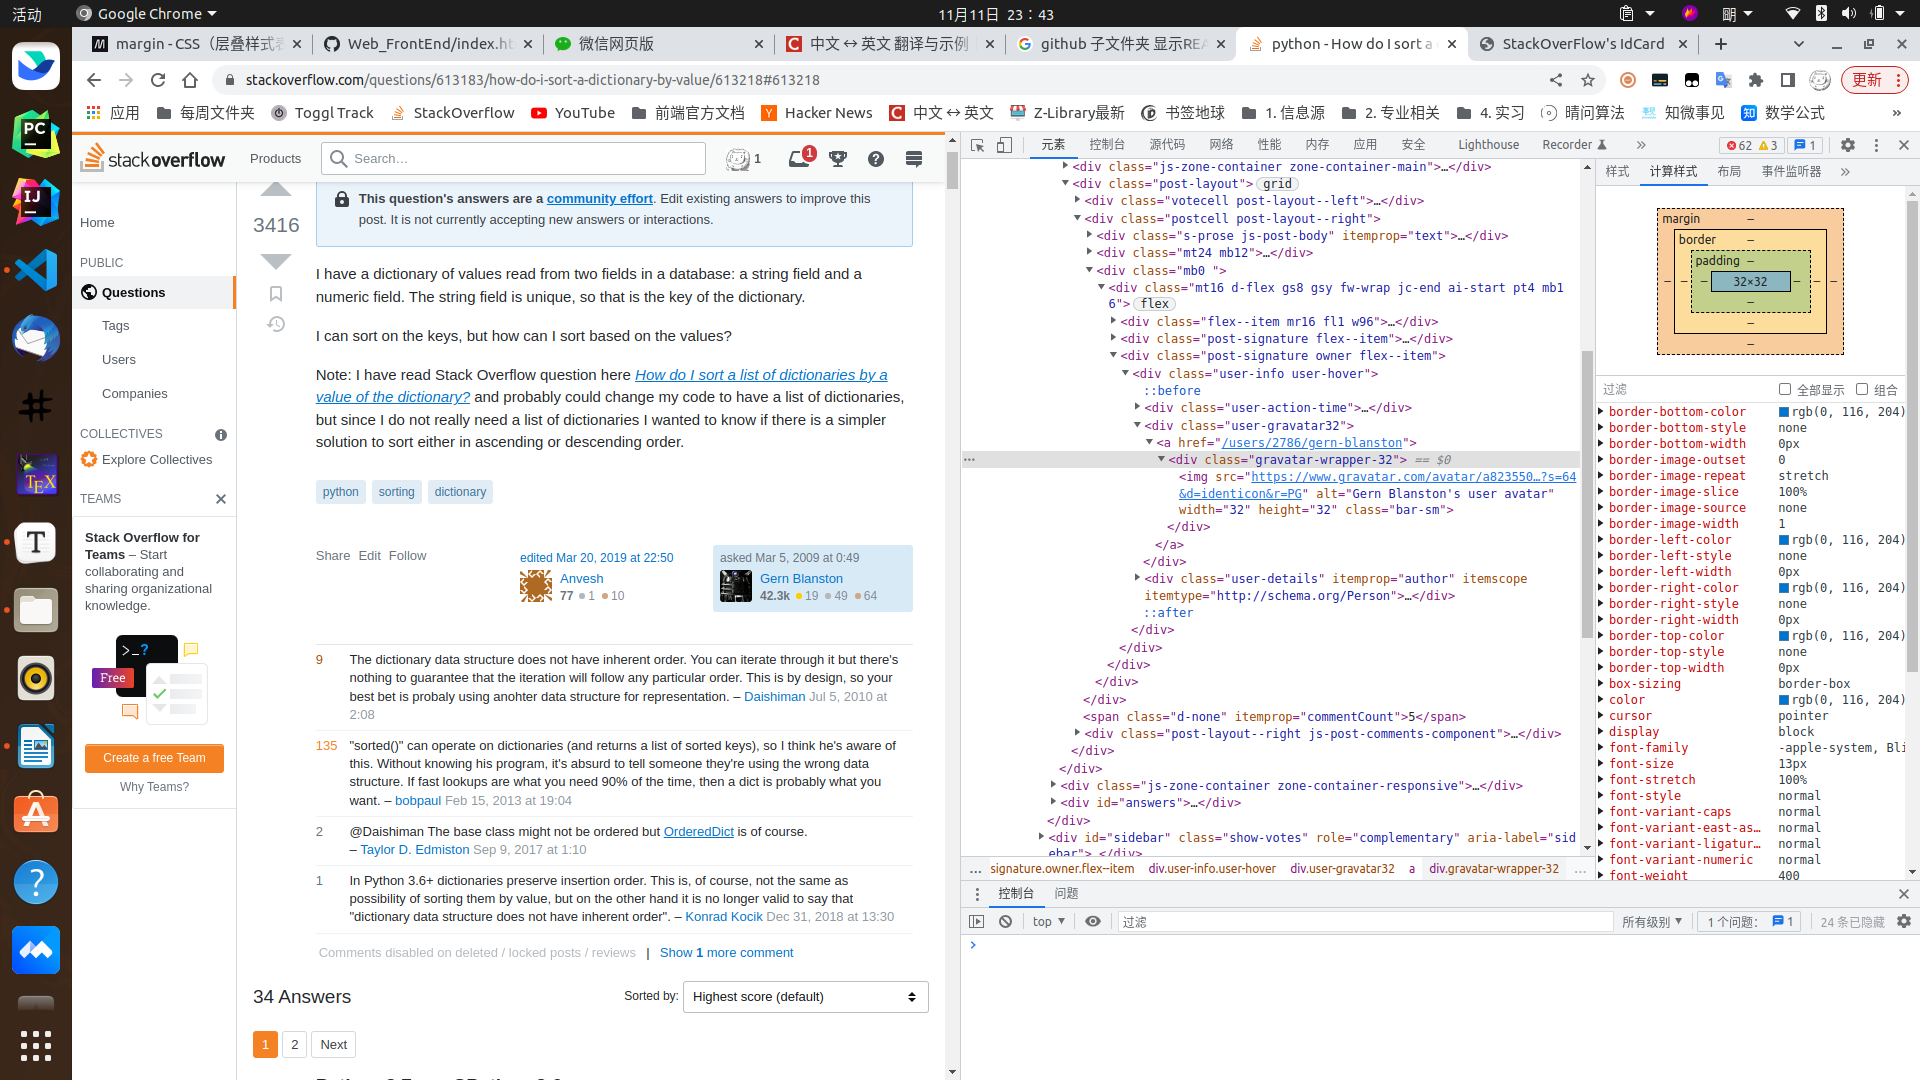 活动
Google Chrome
11月11日 23：43
margin - CSS（层叠样式表
Web_FrontEnd/index.ht
微信网页版
中文 ⇔ 英文 翻译与示例
github 子文件夹 显示REA
python - How do I sort a
StackOverFlow's IdCard
stackoverflow.com/questions/613183/how-do-i-sort-a-dictionary-by-value/613218#613218
更新
应用
每周文件夹
Toggl Track
StackOverflow
YouTube
前端官方文档
Hacker News
中文 ⇔ 英文
Z-Library最新
书签地球
1. 信息源
2. 专业相关
4. 实习
晴问算法
知微事见
数学公式
stackoverflow
Products
Search…
1
1
Home
PUBLIC
Questions
Tags
Users
Companies
COLLECTIVES
Explore Collectives
TEAMS
Stack Overflow for
Teams – Start
collaborating and
sharing organizational
knowledge.
Free
Create a free Team
Why Teams?
3416
This question's answers are a community effort. Edit existing answers to improve this
post. It is not currently accepting new answers or interactions.
I have a dictionary of values read from two fields in a database: a string field and a
numeric field. The string field is unique, so that is the key of the dictionary.
I can sort on the keys, but how can I sort based on the values?
Note: I have read Stack Overflow question here How do I sort a list of dictionaries by a
value of the dictionary? and probably could change my code to have a list of dictionaries,
but since I do not really need a list of dictionaries I wanted to know if there is a simpler
solution to sort either in ascending or descending order.
python sorting dictionary
Share Edit Follow
edited Mar 20, 2019 at 22:50
Anvesh
77 1 10
asked Mar 5, 2009 at 0:49
Gern Blanston
42.3k 19 49 64
9
The dictionary data structure does not have inherent order. You can iterate through it but there's
nothing to guarantee that the iteration will follow any particular order. This is by design, so your
best bet is probaly using anohter data structure for representation. – Daishiman Jul 5, 2010 at
2:08
135
"sorted()" can operate on dictionaries (and returns a list of sorted keys), so I think he's aware of
this. Without knowing his program, it's absurd to tell someone they're using the wrong data
structure. If fast lookups are what you need 90% of the time, then a dict is probably what you
want. – bobpaul Feb 15, 2013 at 19:04
2
@Daishiman The base class might not be ordered but OrderedDict is of course.
– Taylor D. Edmiston Sep 9, 2017 at 1:10
1
In Python 3.6+ dictionaries preserve insertion order. This is, of course, not the same as
possibility of sorting them by value, but on the other hand it is no longer valid to say that
"dictionary data structure does not have inherent order". – Konrad Kocik Dec 31, 2018 at 13:30
Comments disabled on deleted / locked posts / reviews | Show 1 more comment
34 Answers
Sorted by: Highest score (default)
1 2 Next
元素 控制台 源代码 网络 性能 内存 应用 安全 Lighthouse Recorder
62 3 1
<div class="js-zone-container zone-container-main">…</div>
<div class="post-layout"> grid
<div class="votecell post-layout--left">…</div>
<div class="postcell post-layout--right">
<div class="s-prose js-post-body" itemprop="text">…</div>
<div class="mt24 mb12">…</div>
<div class="mb0 ">
<div class="mt16 d-flex gs8 gsy fw-wrap jc-end ai-start pt4 mb1
6"> flex
<div class="flex--item mr16 fl1 w96">…</div>
<div class="post-signature flex--item">…</div>
<div class="post-signature owner flex--item">
<div class="user-info user-hover">
::before
<div class="user-action-time">…</div>
<div class="user-gravatar32">
<a href="/users/2786/gern-blanston">
<div class="gravatar-wrapper-32"> == $0
<img src="https://www.gravatar.com/avatar/a823550…?s=64
&d=identicon&r=PG" alt="Gern Blanston's user avatar"
width="32" height="32" class="bar-sm">
</div>
</a>
</div>
<div class="user-details" itemprop="author" itemscope
itemtype="http://schema.org/Person">…</div>
::after
</div>
</div>
</div>
</div>
</div>
<span class="d-none" itemprop="commentCount">5</span>
<div class="post-layout--right js-post-comments-component">…</div>
</div>
</div>
<div class="js-zone-container zone-container-responsive">…</div>
<div id="answers">…</div>
</div>
<div id="sidebar" class="show-votes" role="complementary" aria-label="sid
ebar">…</div>
… signature.owner.flex--item div.user-info.user-hover div.user-gravatar32 a div.gravatar-wrapper-32 …
样式 计算样式 布局 事件监听器
margin –
border –
padding –
– – – 32×32 – – –
–
–
–
过滤 全部显示 组合
border-bottom-color rgb(0, 116, 204)
border-bottom-style none
border-bottom-width 0px
border-image-outset 0
border-image-repeat stretch
border-image-slice 100%
border-image-source none
border-image-width 1
border-left-color rgb(0, 116, 204)
border-left-style none
border-left-width 0px
border-right-color rgb(0, 116, 204)
border-right-style none
border-right-width 0px
border-top-color rgb(0, 116, 204)
border-top-style none
border-top-width 0px
box-sizing border-box
color rgb(0, 116, 204)
cursor pointer
display block
font-family -apple-system, Bli
font-size 13px
font-stretch 100%
font-style normal
font-variant-caps normal
font-variant-east-as… normal
font-variant-ligatur… normal
font-variant-numeric normal
font-weight 400
控制台 问题
top 过滤 所有级别 1 个问题： 1 24 条已隐藏